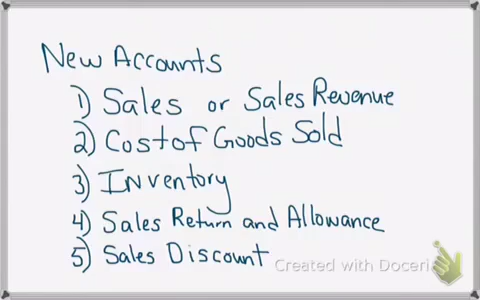 New Accounts
1) Sales or Sales Revenue
2) Cost of Goods Sold
3) Inventory
4) Sales Return and Allowance
5) Sales Discount
Created with Doceri